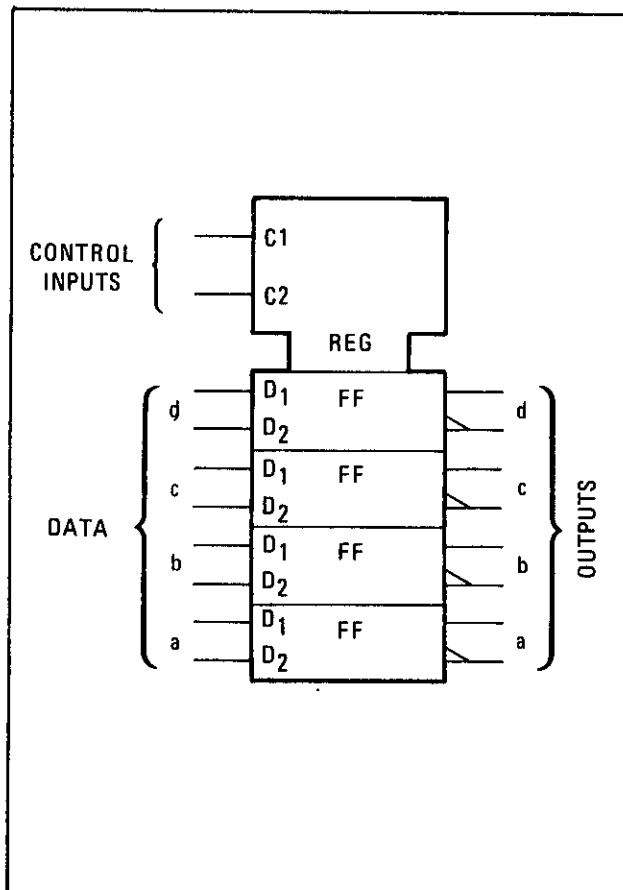 CONTROL
INPUTS
C1
C2
REG
DATA
OUTPUTS
d
D1 FF
D2
d
c
D1 FF
D2
c
b
D1 FF
D2
b
a
D1 FF
D2
a